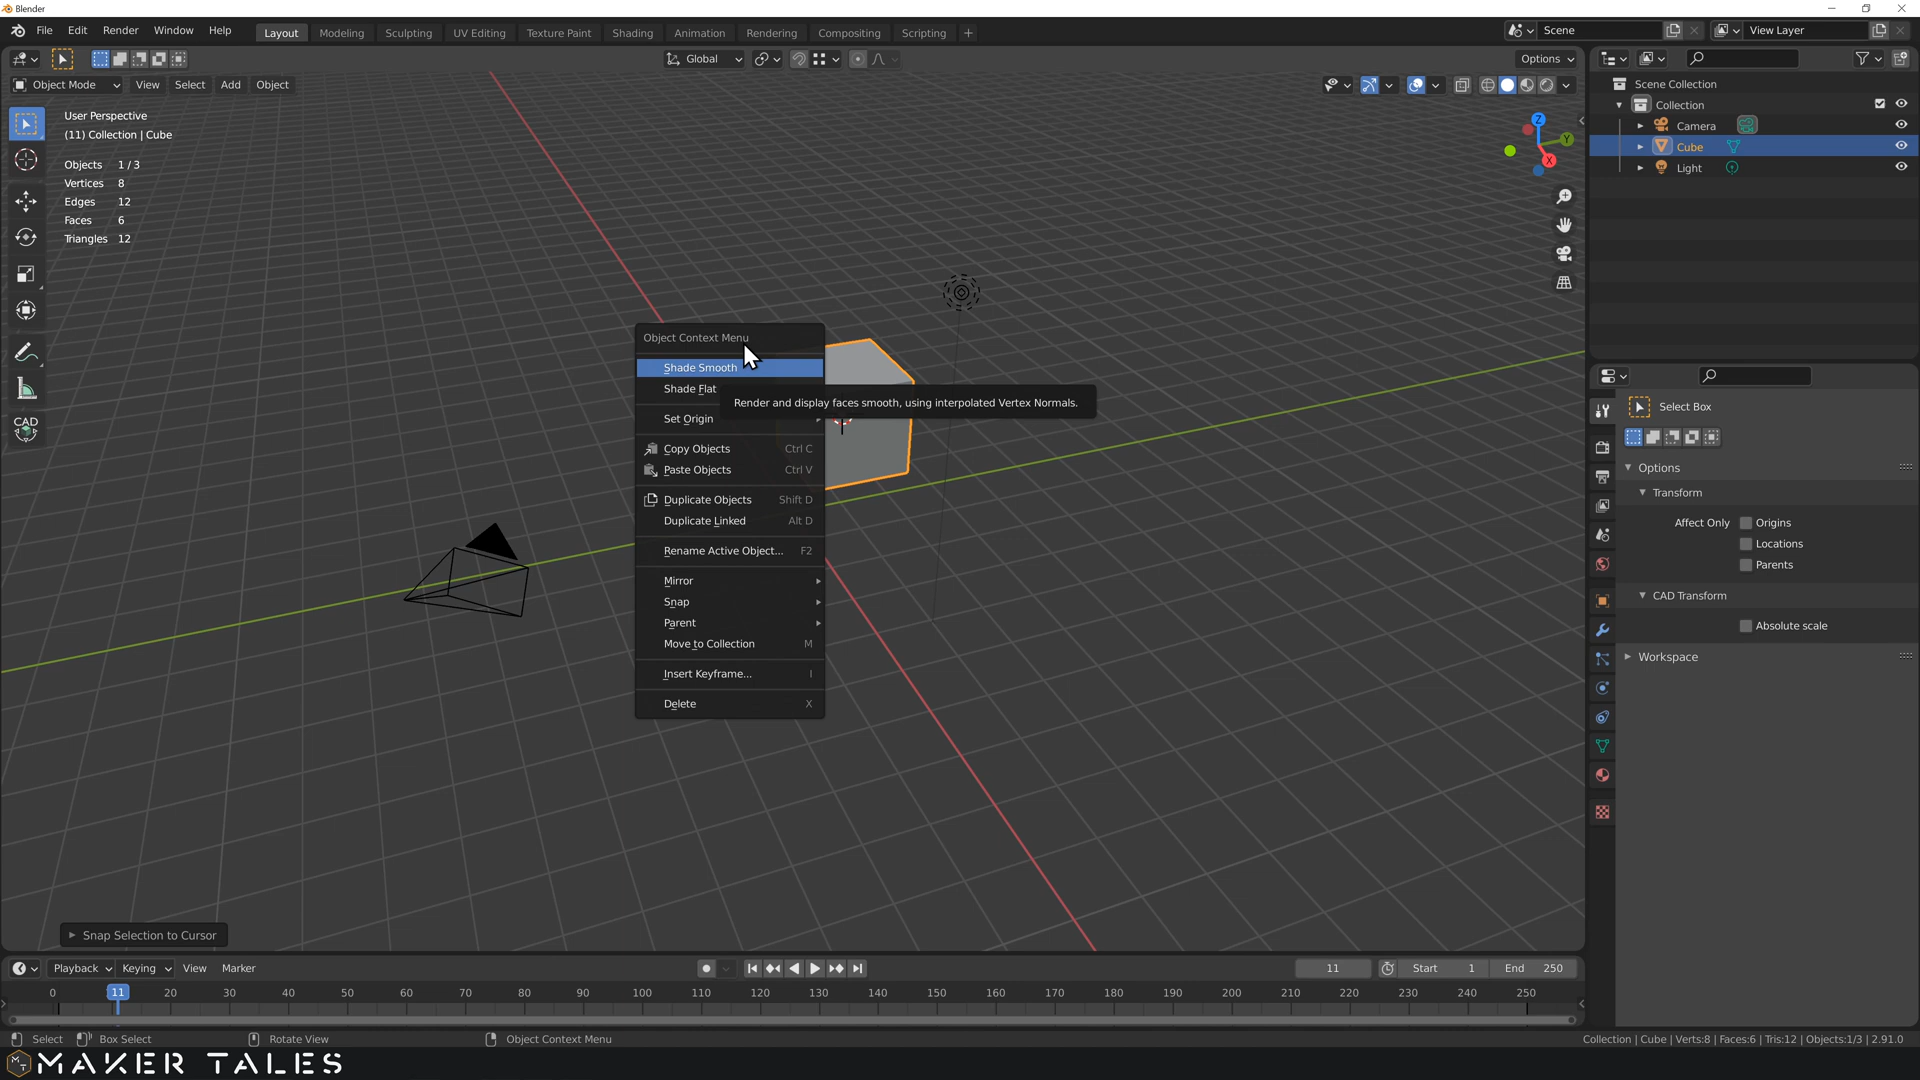 Blender
File Edit Render Window Help Layout Modeling Sculpting UV Editing Texture Paint Shading Animation Rendering Compositing Scripting + Scene View Layer
Global Options
Object Mode View Select Add Object
User Perspective
(11) Collection | Cube
Objects 1 / 3
Vertices 8
Edges 12
Faces 6
Triangles 12
CAD
Z
Y
X
Object Context Menu
Shade Smooth
Shade Flat
Render and display faces smooth, using interpolated Vertex Normals.
Set Origin
Copy Objects Ctrl C
Paste Objects Ctrl V
Duplicate Objects Shift D
Duplicate Linked Alt D
Rename Active Object... F2
Mirror
Snap
Parent
Move to Collection M
Insert Keyframe... I
Delete X
Snap Selection to Cursor
Scene Collection
Collection
Camera
Cube
Light
Select Box
Options
Transform
Affect Only Origins
Locations
Parents
CAD Transform
Absolute scale
Workspace
Playback Keying View Marker 11 Start 1 End 250
0 11 20 30 40 50 60 70 80 90 100 110 120 130 140 150 160 170 180 190 200 210 220 230 240 250
Select Box Select Rotate View Object Context Menu Collection | Cube | Verts:8 | Faces:6 | Tris:12 | Objects:1/3 | 2.91.0
MAKER TALES